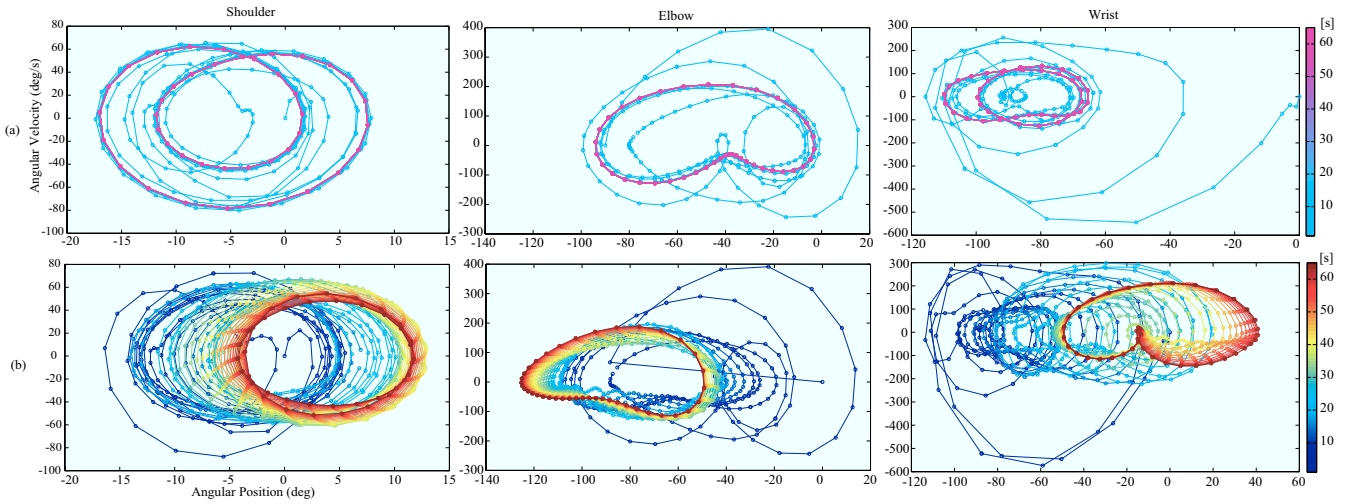 Shoulder Elbow Wrist
80 400 300 [s]
60 300 200 60
40 200 100 50
20 100 0 40
(a) Angular Velocity (deg/s) 0 0 -100 30
-20 -100 -200 20
-40 -200 -300 10
-60 -300 -400
-80 -500
-100 -600
-20 -15 -10 -5 0 5 10 15 -140 -120 -100 -80 -60 -40 -20 0 20 -120 -100 -80 -60 -40 -20 0
80 400 300 [s]
60 300 200 60
40 200 100 50
20 100 0 40
(b) 0 0 -100 30
-20 -100 -200 20
-40 -200 -300 10
-60 -300 -400
-80 -500
-100 -600
-20 -15 -10 -5 0 5 10 15 -140 -120 -100 -80 -60 -40 -20 0 20 -120 -100 -80 -60 -40 -20 0 20 40 60
Angular Position (deg)